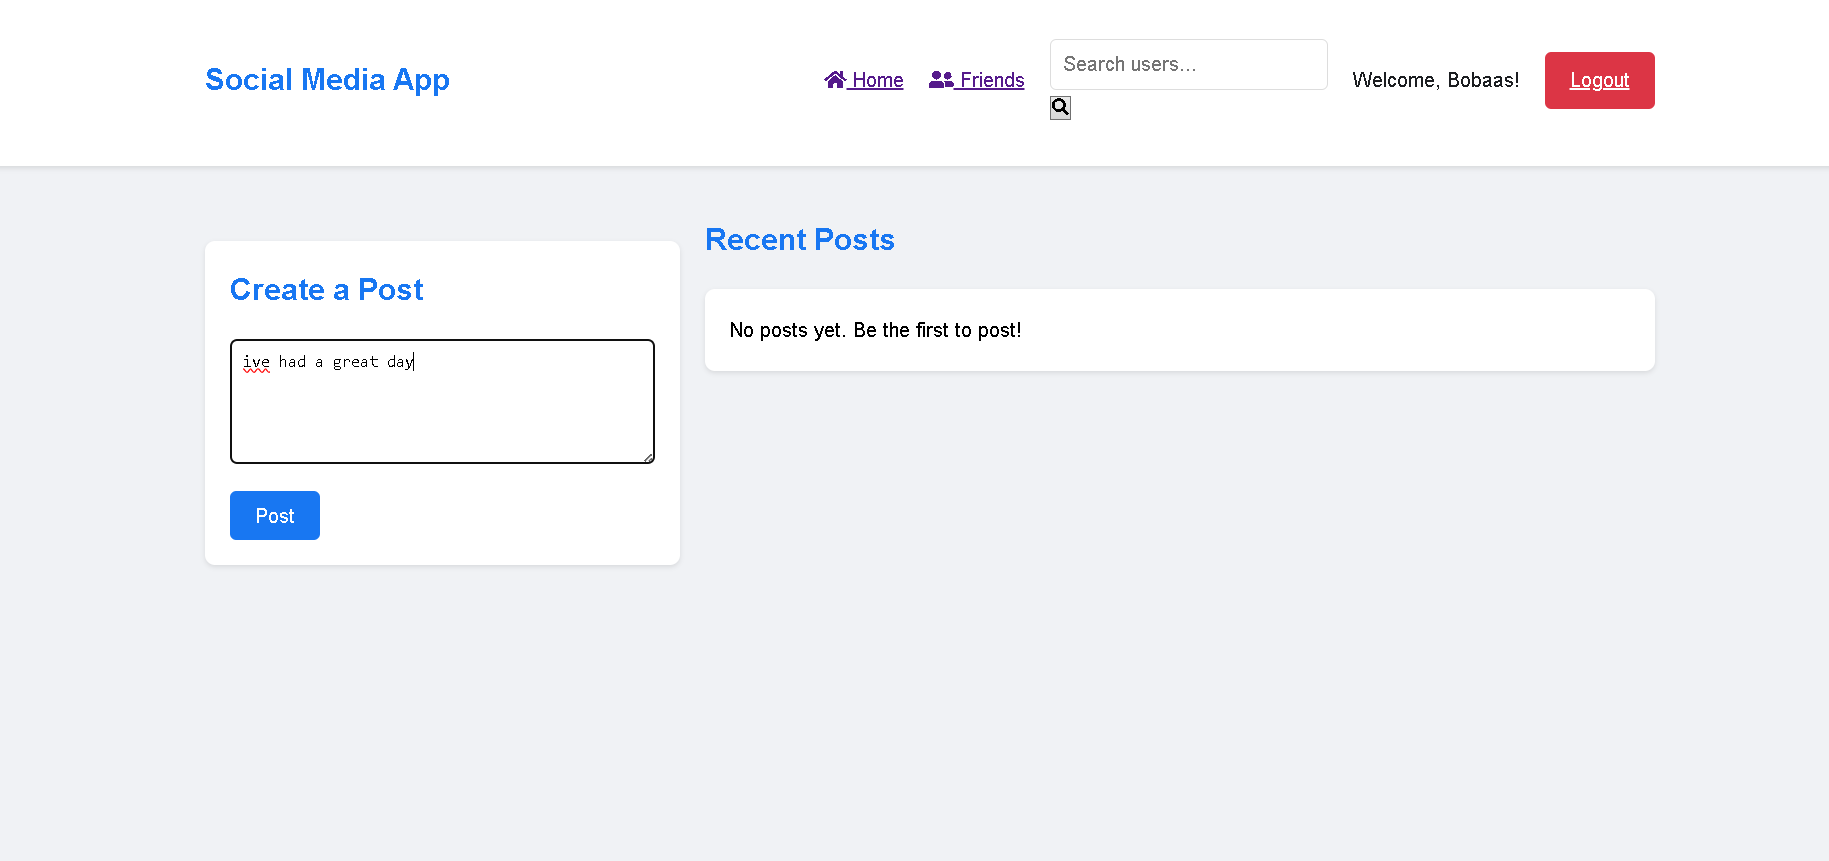 Social Media App
Home
Friends
Search users...
Welcome, Bobaas!
Logout
Create a Post
ive had a great day
Post
Recent Posts
No posts yet. Be the first to post!